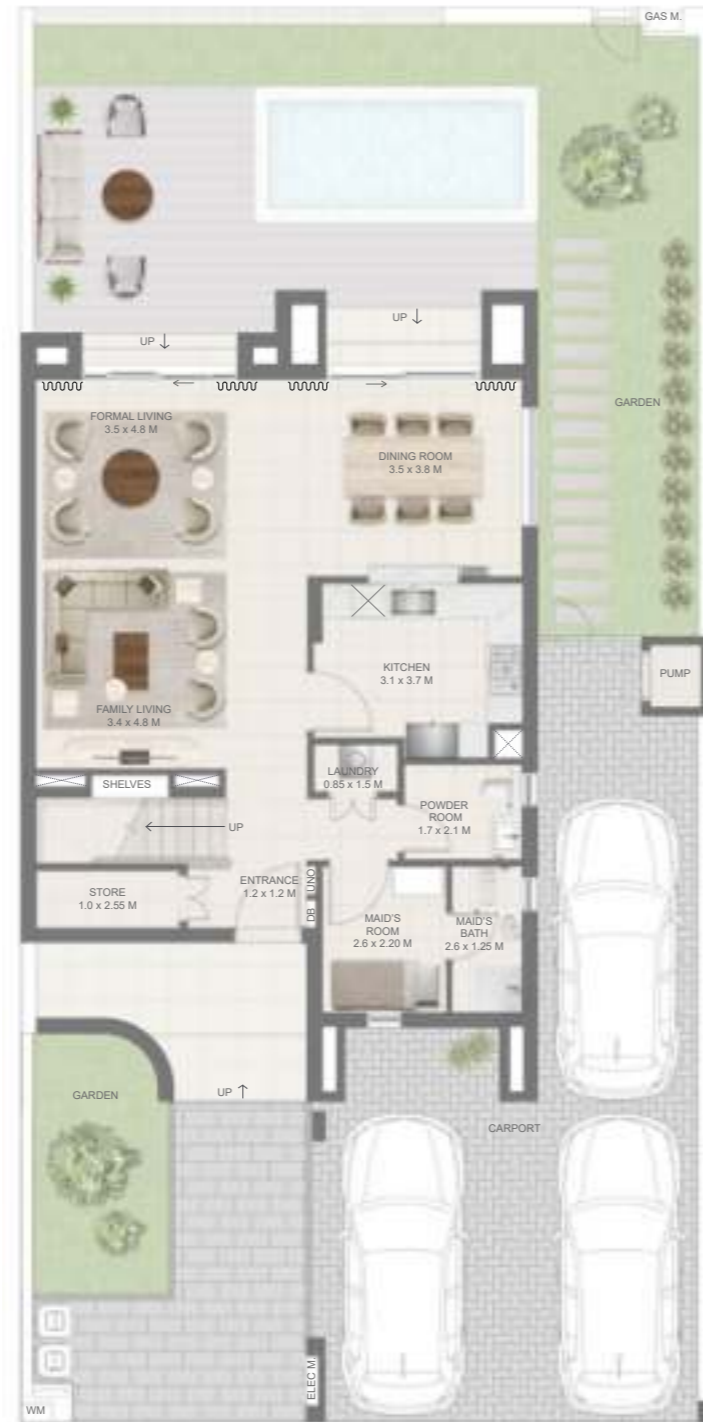 GAS M.
UP
UP
FORMAL LIVING
3.5 x 4.8 M
DINING ROOM
3.5 x 3.8 M
GARDEN
KITCHEN
3.1 x 3.7 M
PUMP
FAMILY LIVING
3.4 x 4.8 M
SHELVES
LAUNDRY
0.85 x 1.5 M
POWDER
ROOM
1.7 x 2.1 M
UP
STORE
1.0 x 2.55 M
ENTRANCE
1.2 x 1.2 M
DB
UNO
MAID'S
ROOM
2.6 x 2.20 M
MAID'S
BATH
2.6 x 1.25 M
GARDEN
UP
CARPORT
ELEC M.
WM